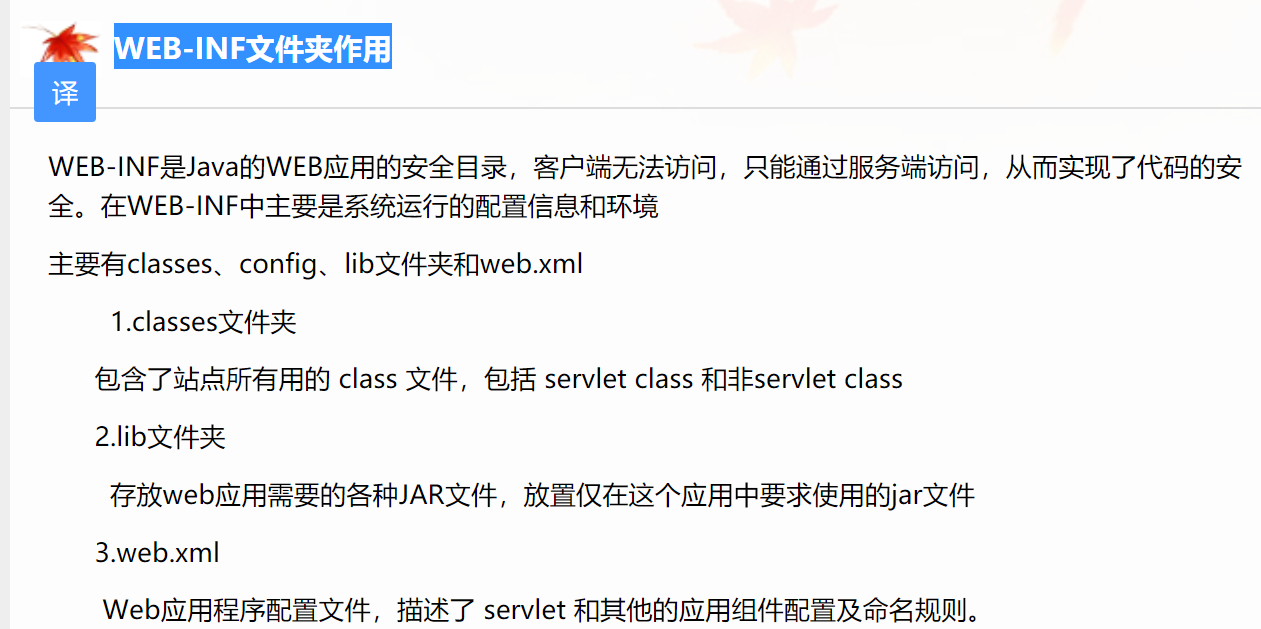 WEB-INF文件夹作用
译
WEB-INF是Java的WEB应用的安全目录，客户端无法访问，只能通过服务端访问，从而实现了代码的安
全。在WEB-INF中主要是系统运行的配置信息和环境
主要有classes、config、lib文件夹和web.xml
1.classes文件夹
包含了站点所有用的 class 文件，包括 servlet class 和非servlet class
2.lib文件夹
存放web应用需要的各种JAR文件，放置仅在这个应用中要求使用的jar文件
3.web.xml
Web应用程序配置文件，描述了 servlet 和其他的应用组件配置及命名规则。